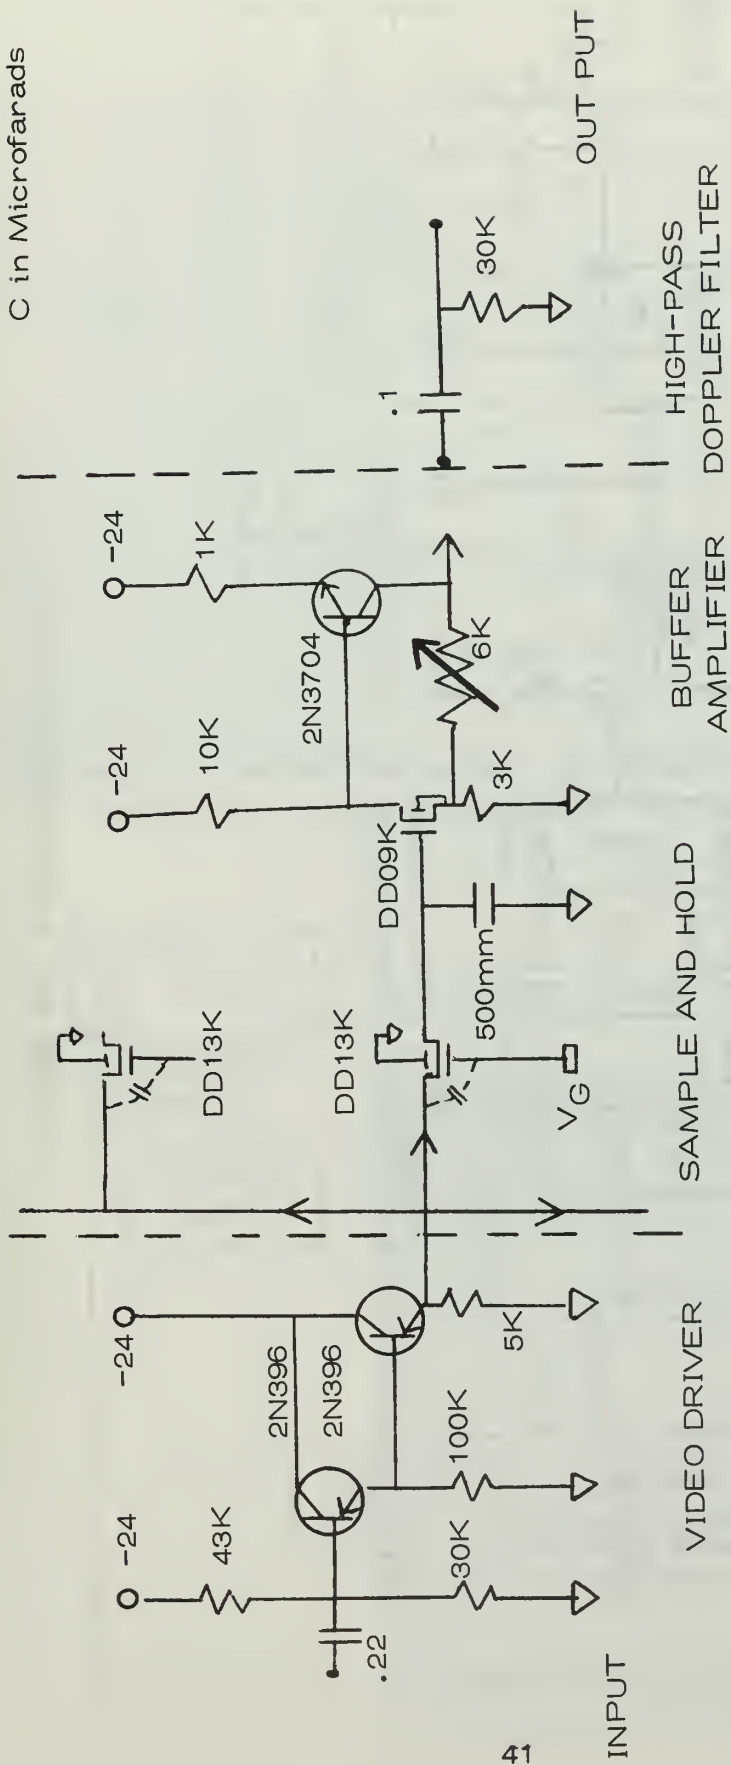 C in Microfarads
-24
43K
.22
30K
INPUT
100K
2N396
2N396
-24
5K
VIDEO DRIVER
DD13K
DD13K
V_G
500mm
SAMPLE AND HOLD
DD09K
-24
10K
2N3704
-24
1K
6K
3K
BUFFER
AMPLIFIER
.1
30K
HIGH-PASS
DOPPLER FILTER
OUT PUT
41